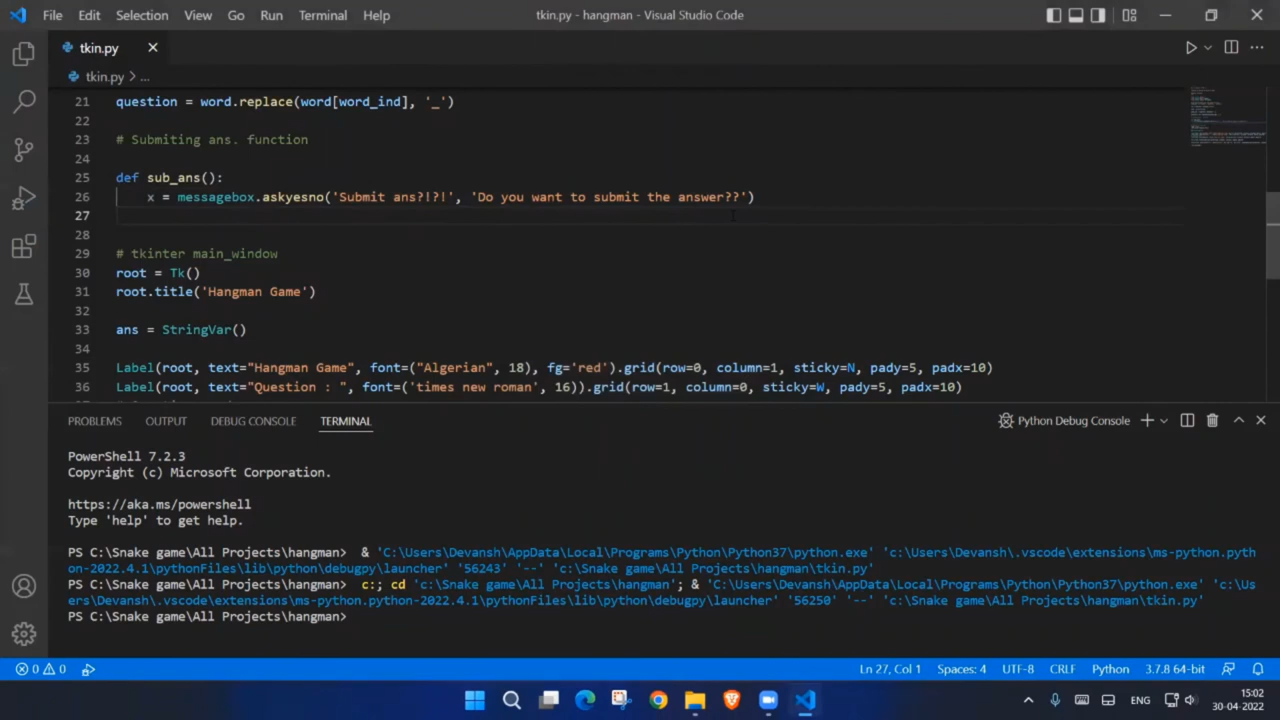 File Edit Selection View Go Run Terminal Help tkin.py - hangman - Visual Studio Code
tkin.py
tkin.py > ...
21 question = word.replace(word[word_ind], '_')
22
23 # Submiting ans. function
24
25 def sub_ans():
26 x = messagebox.askyesno('Submit ans?!?!', 'Do you want to submit the answer??')
27
28
29 # tkinter main_window
30 root = Tk()
31 root.title('Hangman Game')
32
33 ans = StringVar()
34
35 Label(root, text="Hangman Game", font=("Algerian", 18), fg='red').grid(row=0, column=1, sticky=N, pady=5, padx=10)
36 Label(root, text="Question : ", font=('times new roman', 16)).grid(row=1, column=0, sticky=W, pady=5, padx=10)
PROBLEMS OUTPUT DEBUG CONSOLE TERMINAL Python Debug Console
PowerShell 7.2.3
Copyright (c) Microsoft Corporation.
https://aka.ms/powershell
Type 'help' to get help.
PS C:\Snake game\All Projects\hangman> & 'C:\Users\Devansh\AppData\Local\Programs\Python\Python37\python.exe' 'c:\Users\Devansh\.vscode\extensions\ms-python.pyth
on-2022.4.1\pythonFiles\lib\python\debugpy\launcher' '56243' '--' 'c:\Snake game\All Projects\hangman\tkin.py'
PS C:\Snake game\All Projects\hangman> c:; cd 'c:\Snake game\All Projects\hangman'; & 'C:\Users\Devansh\AppData\Local\Programs\Python\Python37\python.exe' 'c:\Us
ers\Devansh\.vscode\extensions\ms-python.python-2022.4.1\pythonFiles\lib\python\debugpy\launcher' '56250' '--' 'c:\Snake game\All Projects\hangman\tkin.py'
PS C:\Snake game\All Projects\hangman>
0 0 Ln 27, Col 1 Spaces: 4 UTF-8 CRLF Python 3.7.8 64-bit
ENG 15:02
30-04-2022